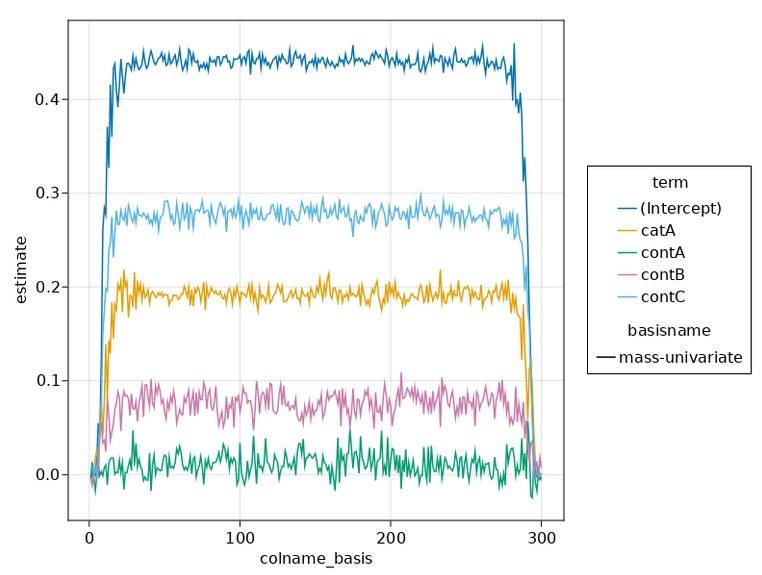 0.4
0.3
0.2
0.1
0.0
estimate
0 100 200 300
colname_basis
term
(Intercept)
catA
contA
contB
contC
basisname
mass-univariate